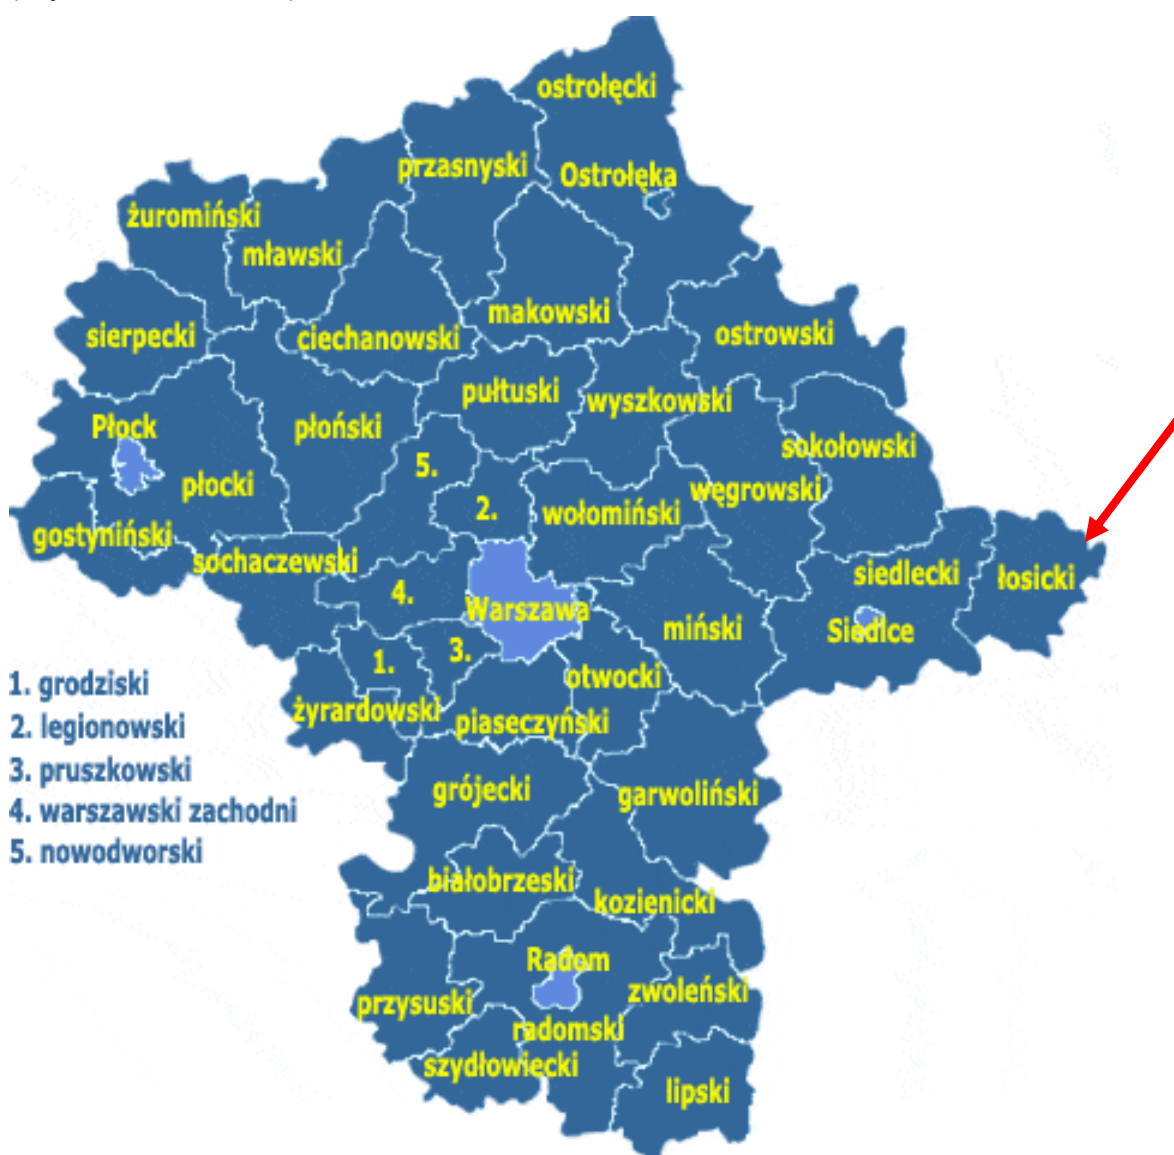 ostrołęcki
przasnyski
Ostrołęka
żuromiński
mławski
makowski
sierpecki
ciechanowski
ostrowski
pułtuski
wyszkowski
Płock
płoński
sokołowski
5.
płocki
węgrowski
2.
wołomiński
gostyniński
sochaczewski
siedlecki
łosicki
4.
Warszawa
miński
Siedlce
1.
3.
otwocki
żyrardowski
piaseczyński
1. grodziski
2. legionowski
3. pruszkowski
4. warszawski zachodni
5. nowodworski
grójecki
garwoliński
białobrzeski
kozienicki
Radom
zwoleński
przysuski
radomski
szydłowiecki
lipski